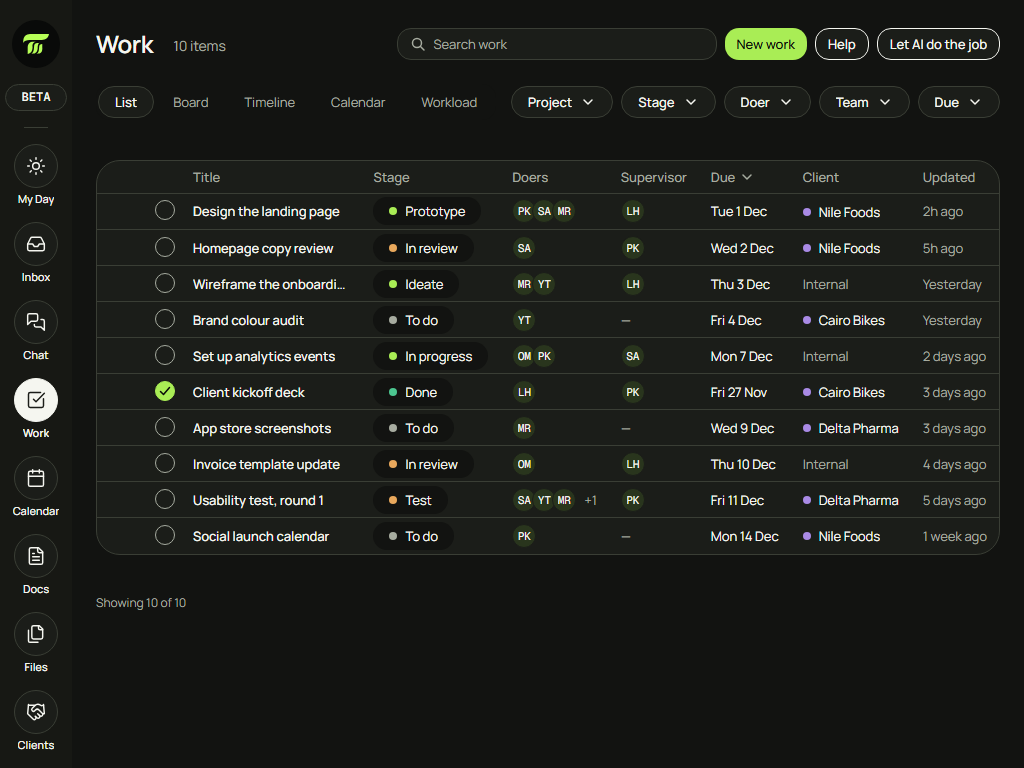 BETA
My Day
Inbox
Chat
Work
Calendar
Docs
Files
Clients
Work 10 items Search work New work Help Let AI do the job
List Board Timeline Calendar Workload Project Stage Doer Team Due
Title Stage Doers Supervisor Due Client Updated
Design the landing page Prototype PK SA MR LH Tue 1 Dec Nile Foods 2h ago
Homepage copy review In review SA PK Wed 2 Dec Nile Foods 5h ago
Wireframe the onboardi... Ideate MR YT LH Thu 3 Dec Internal Yesterday
Brand colour audit To do YT – Fri 4 Dec Cairo Bikes Yesterday
Set up analytics events In progress OM PK SA Mon 7 Dec Internal 2 days ago
Client kickoff deck Done LH PK Fri 27 Nov Cairo Bikes 3 days ago
App store screenshots To do MR – Wed 9 Dec Delta Pharma 3 days ago
Invoice template update In review OM LH Thu 10 Dec Internal 4 days ago
Usability test, round 1 Test SA YT MR +1 PK Fri 11 Dec Delta Pharma 5 days ago
Social launch calendar To do PK – Mon 14 Dec Nile Foods 1 week ago
Showing 10 of 10